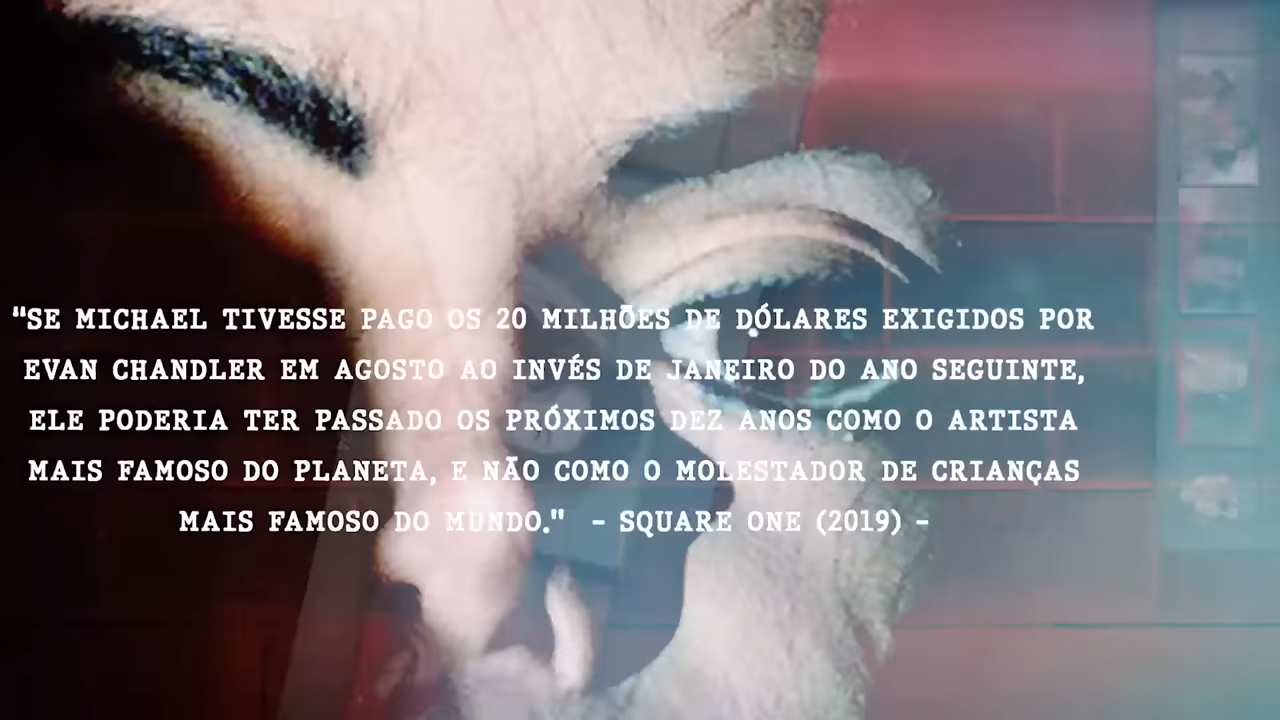 "SE MICHAEL TIVESSE PAGO OS 20 MILHÕES DE DÓLARES EXIGIDOS POR
EVAN CHANDLER EM AGOSTO AO INVÉS DE JANEIRO DO ANO SEGUINTE,
ELE PODERIA TER PASSADO OS PRÓXIMOS DEZ ANOS COMO O ARTISTA
MAIS FAMOSO DO PLANETA, E NÃO COMO O MOLESTADOR DE CRIANÇAS
MAIS FAMOSO DO MUNDO." - SQUARE ONE (2019) -